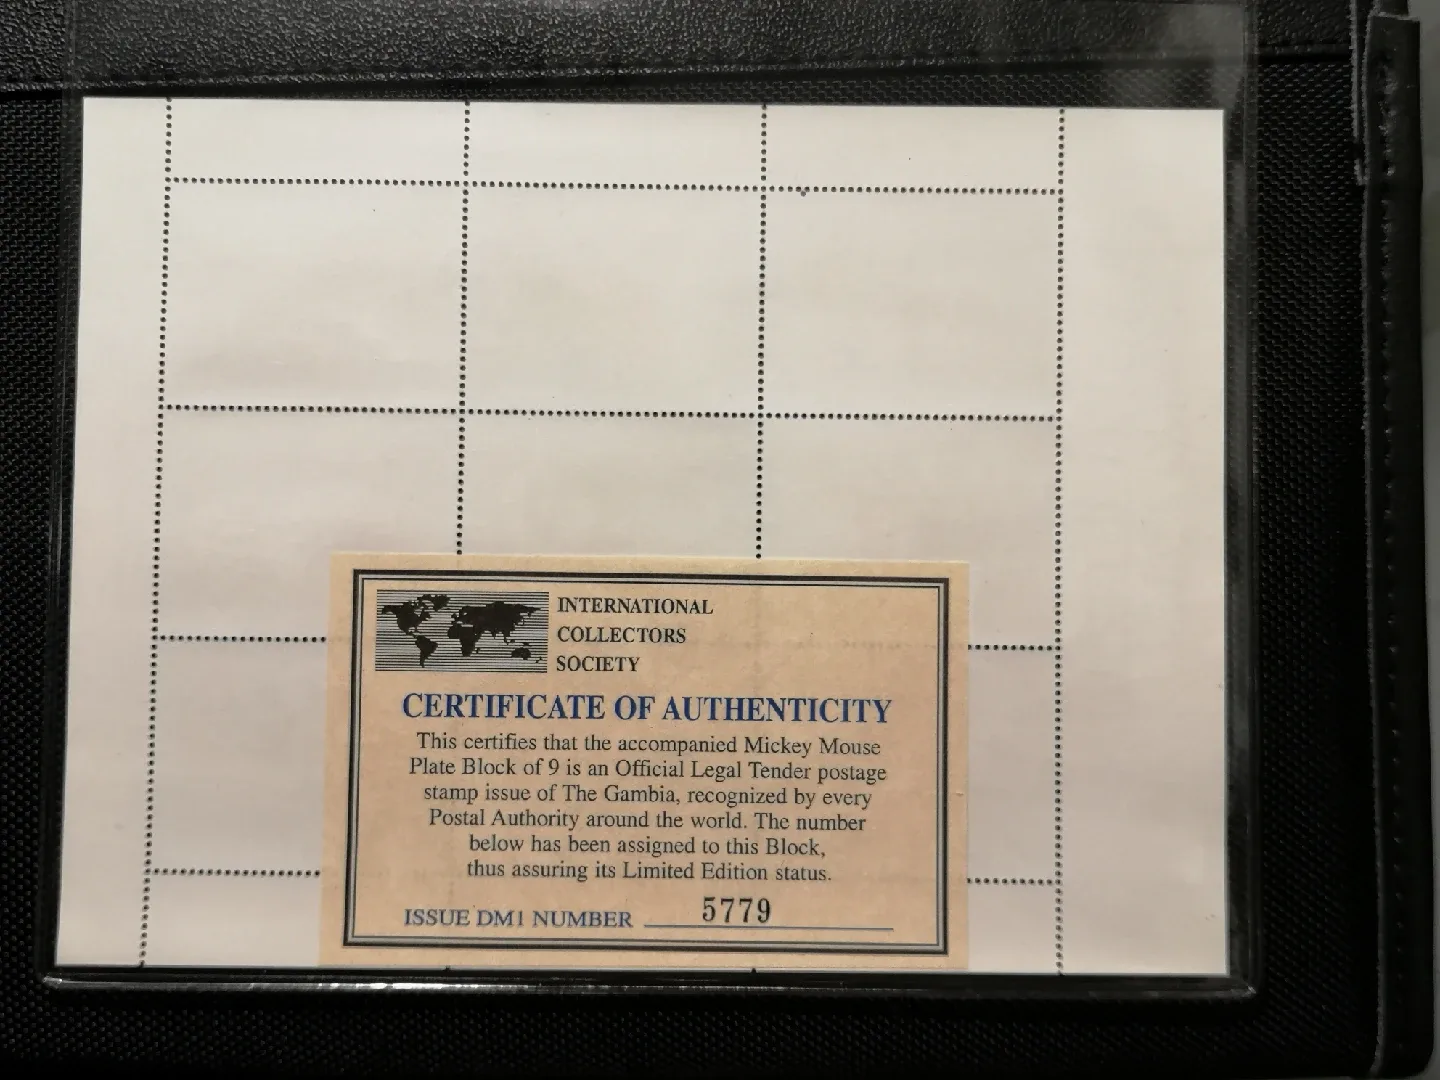 INTERNATIONAL
COLLECTORS
SOCIETY
CERTIFICATE OF AUTHENTICITY
This certifies that the accompanied Mickey Mouse
Plate Block of 9 is an Official Legal Tender postage
stamp issue of The Gambia, recognized by every
Postal Authority around the world. The number
below has been assigned to this Block,
thus assuring its Limited Edition status.
ISSUE DM1 NUMBER 5779